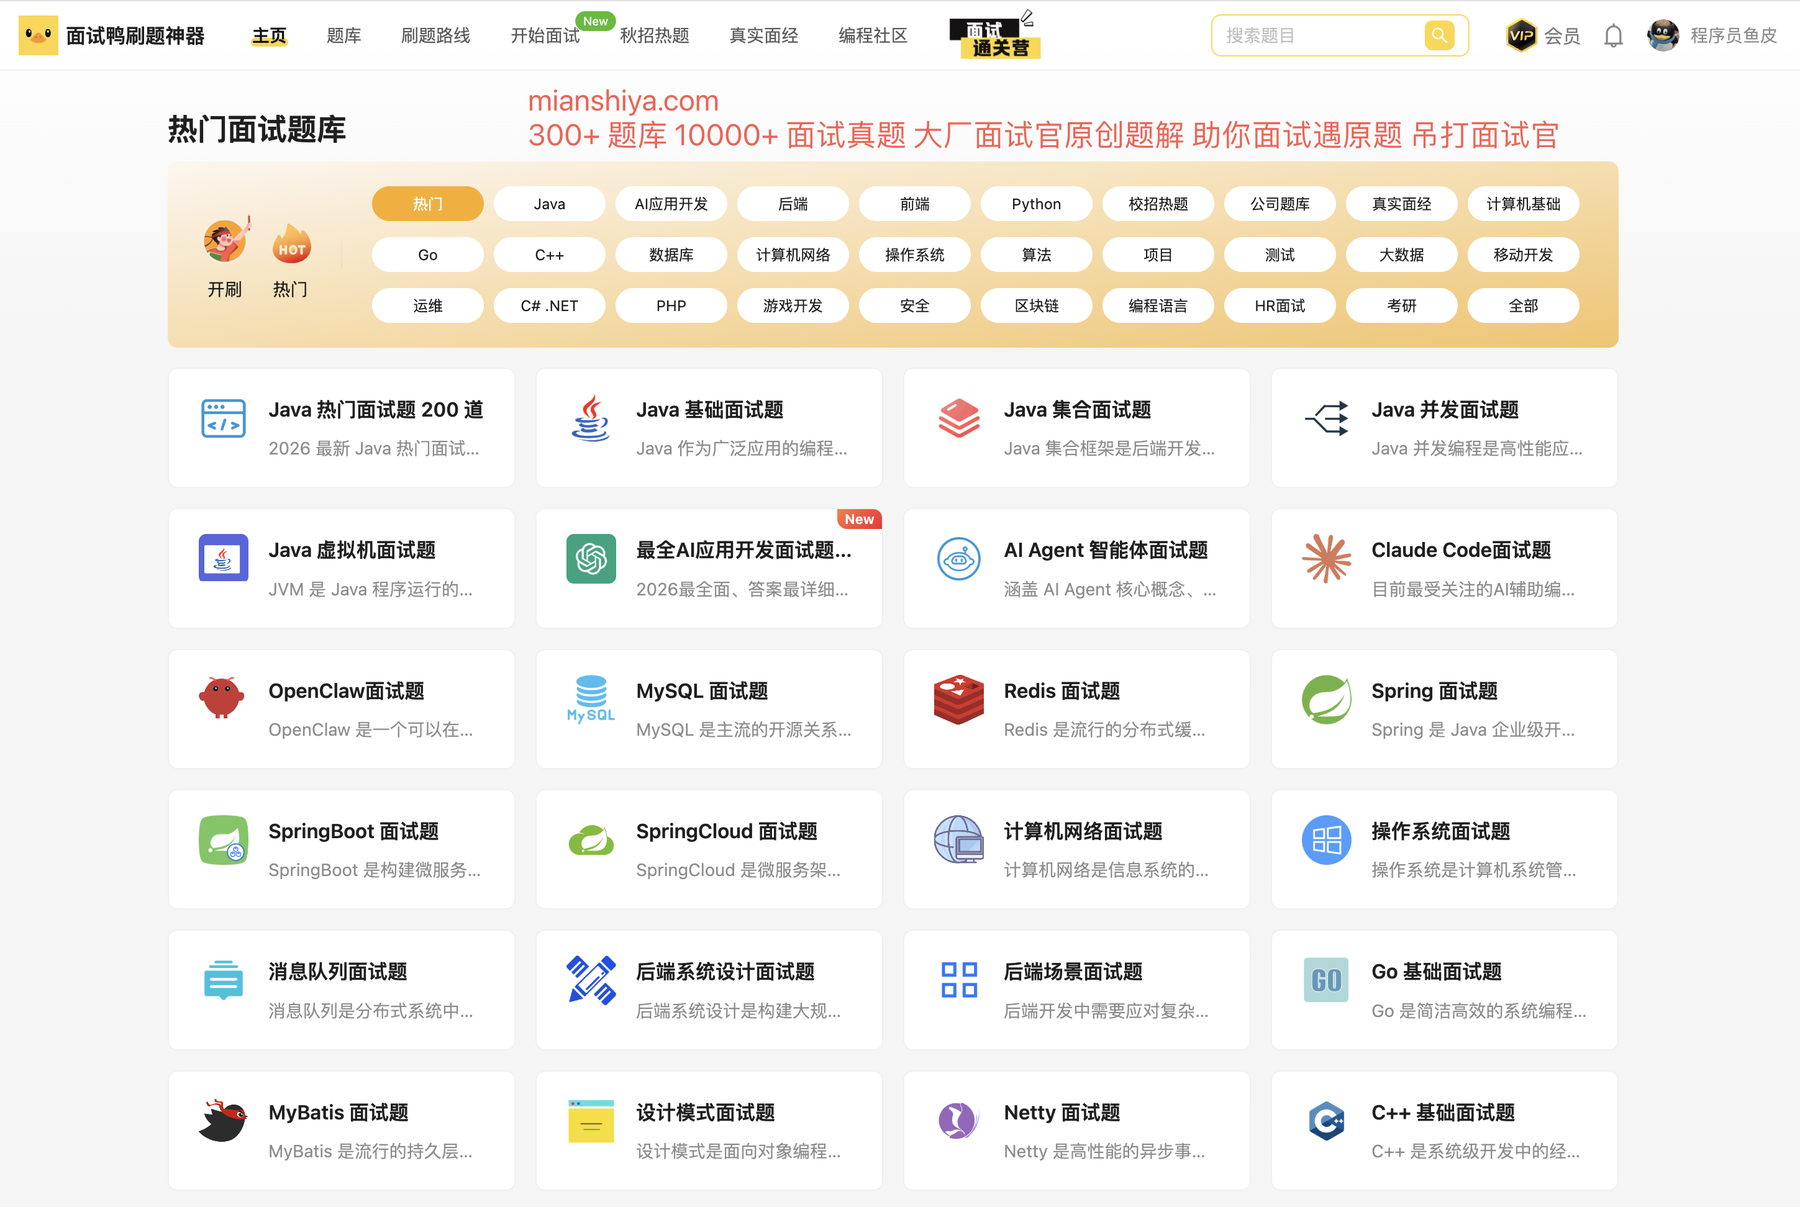 面试鸭刷题神器
主页
题库
刷题路线
开始面试
New
秋招热题
真实面经
编程社区
面试
通关营
搜索题目
VIP
会员
程序员鱼皮
热门面试题库
mianshiya.com
300+ 题库 10000+ 面试真题 大厂面试官原创题解 助你面试遇原题 吊打面试官
开刷
HOT
热门
热门 Java AI应用开发 后端 前端 Python 校招热题 公司题库 真实面经 计算机基础
Go C++ 数据库 计算机网络 操作系统 算法 项目 测试 大数据 移动开发
运维 C# .NET PHP 游戏开发 安全 区块链 编程语言 HR面试 考研 全部
Java 热门面试题 200 道
2026 最新 Java 热门面试...
Java 基础面试题
Java 作为广泛应用的编程...
Java 集合面试题
Java 集合框架是后端开发...
Java 并发面试题
Java 并发编程是高性能应...
Java 虚拟机面试题
JVM 是 Java 程序运行的...
New
最全AI应用开发面试题...
2026最全面、答案最详细...
AI Agent 智能体面试题
涵盖 AI Agent 核心概念、...
Claude Code面试题
目前最受关注的AI辅助编...
OpenClaw面试题
OpenClaw 是一个可以在...
MySQL
MySQL 面试题
MySQL 是主流的开源关系...
Redis 面试题
Redis 是流行的分布式缓...
Spring 面试题
Spring 是 Java 企业级开...
SpringBoot 面试题
SpringBoot 是构建微服务...
SpringCloud 面试题
SpringCloud 是微服务架...
计算机网络面试题
计算机网络是信息系统的...
操作系统面试题
操作系统是计算机系统管...
消息队列面试题
消息队列是分布式系统中...
后端系统设计面试题
后端系统设计是构建大规...
后端场景面试题
后端开发中需要应对复杂...
GO
Go 基础面试题
Go 是简洁高效的系统编程...
MyBatis 面试题
MyBatis 是流行的持久层...
设计模式面试题
设计模式是面向对象编程...
Netty 面试题
Netty 是高性能的异步事...
C++
C++ 基础面试题
C++ 是系统级开发中的经...